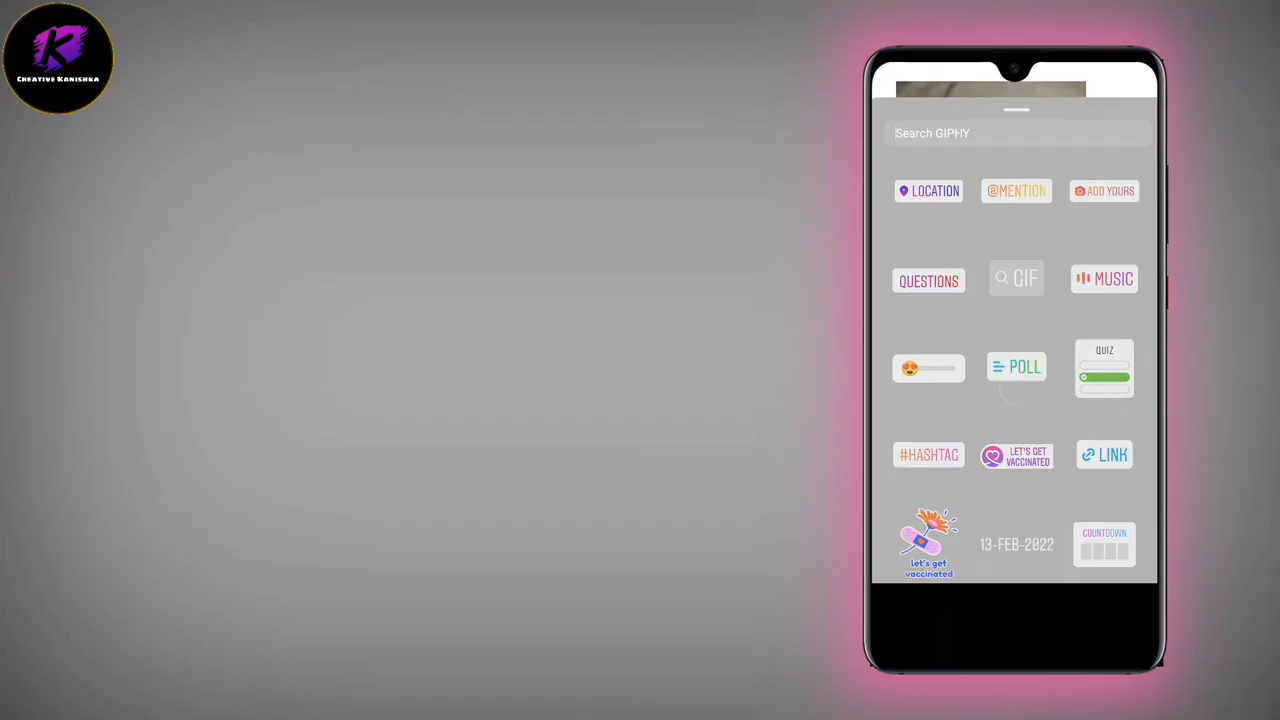 K
CREATIVE KANISHKA
Search GIPHY
LOCATION
@MENTION
ADD YOURS
QUESTIONS
GIF
MUSIC
POLL
QUIZ
#HASHTAG
LET'S GET
VACCINATED
LINK
let's get
vaccinated
13-FEB-2022
COUNTDOWN